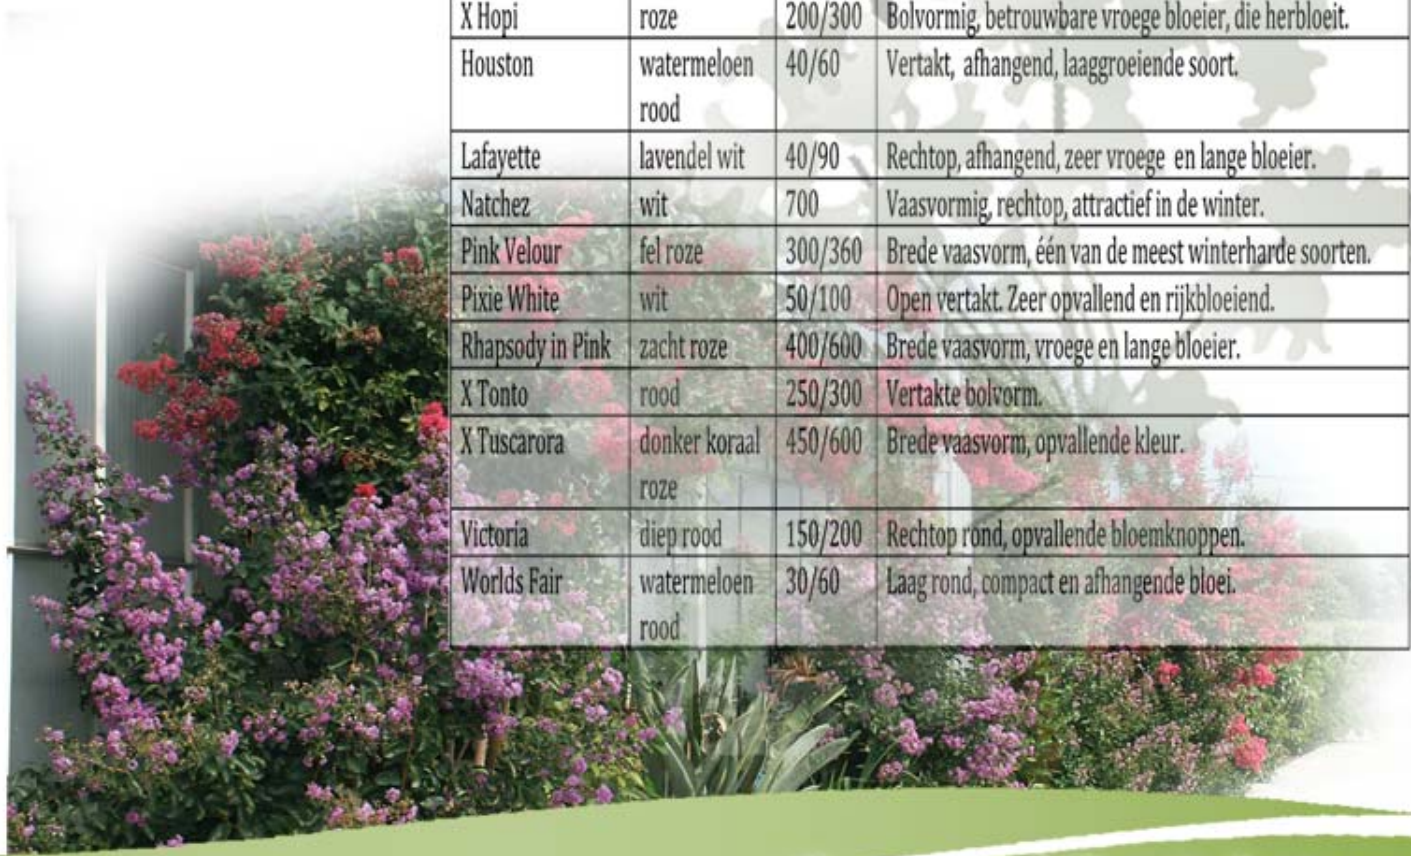 X Hopi roze 200/300 Bolvormig, betrouwbare vroege bloeier, die herbloeit.
Houston watermeloen 40/60 Vertakt, afhangend, laaggroeiende soort.
rood
Lafayette lavendel wit 40/90 Rechtop, afhangend, zeer vroege en lange bloeier.
Natchez wit 700 Vaasvormig, rechtop, attractief in de winter.
Pink Velour fel roze 300/360 Brede vaasvorm, één van de meest winterharde soorten.
Pixie White wit 50/100 Open vertakt. Zeer opvallend en rijkbloeiend.
Rhapsody in Pink zacht roze 400/600 Brede vaasvorm, vroege en lange bloeier.
X Tonto rood 250/300 Vertakte bolvorm.
X Tuscarora donker koraal 450/600 Brede vaasvorm, opvallende kleur.
roze
Victoria diep rood 150/200 Rechtop rond, opvallende bloemknoppen.
Worlds Fair watermeloen 30/60 Laag rond, compact en afhangende bloei.
rood